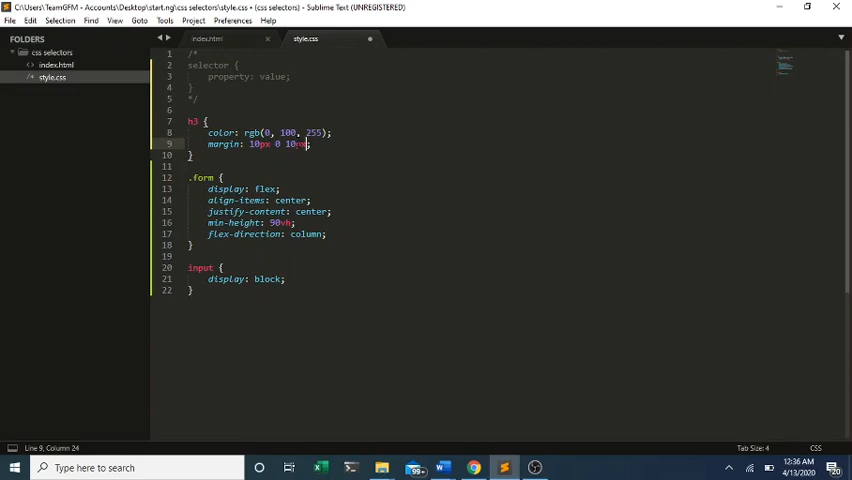 C:\Users\TeamGFM - Accounts\Desktop\start.ng\css selectors\style.css • (css selectors) - Sublime Text (UNREGISTERED)
File Edit Selection Find View Goto Tools Project Preferences Help
FOLDERS
css selectors
<> index.html
/* style.css
index.html ×
style.css
1 /*
2 selector {
3 property: value;
4 }
5 */
6
7 h3 {
8 color: rgb(0, 100, 255);
9 margin: 10px 0 10px;
10 }
11
12 .form {
13 display: flex;
14 align-items: center;
15 justify-content: center;
16 min-height: 90vh;
17 flex-direction: column;
18 }
19
20 input {
21 display: block;
22 }
Line 9, Column 24
Tab Size: 4
CSS
Type here to search
99+
12:36 AM
4/13/2020
20